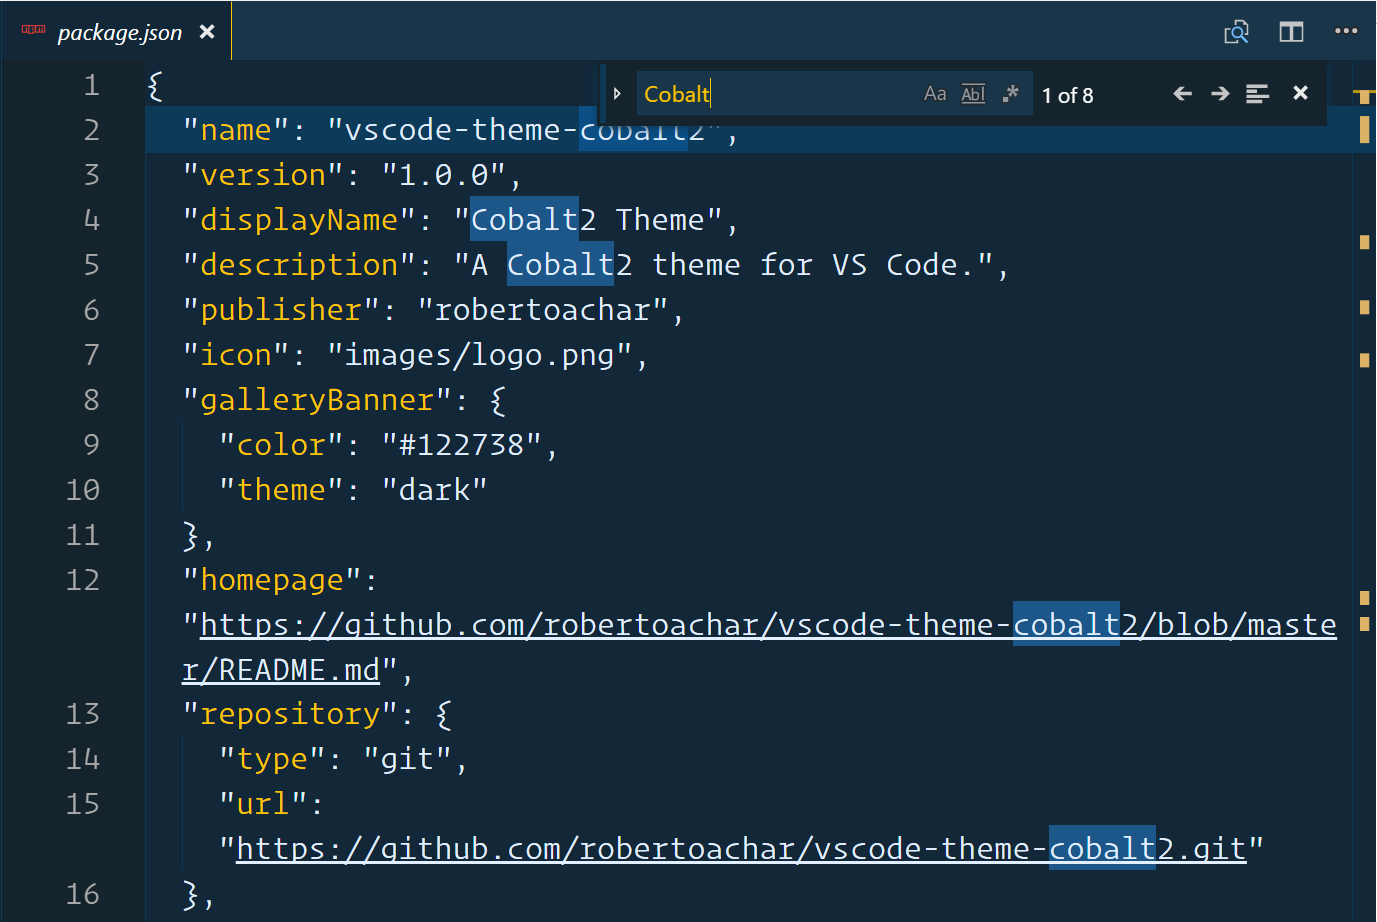 package.json
Cobalt
Aa Abl .* 1 of 8
1 {
2 "name": "vscode-theme-cobalt2",
3 "version": "1.0.0",
4 "displayName": "Cobalt2 Theme",
5 "description": "A Cobalt2 theme for VS Code.",
6 "publisher": "robertoachar",
7 "icon": "images/logo.png",
8 "galleryBanner": {
9 "color": "#122738",
10 "theme": "dark"
11 },
12 "homepage":
"https://github.com/robertoachar/vscode-theme-cobalt2/blob/maste
r/README.md",
13 "repository": {
14 "type": "git",
15 "url":
"https://github.com/robertoachar/vscode-theme-cobalt2.git"
16 },